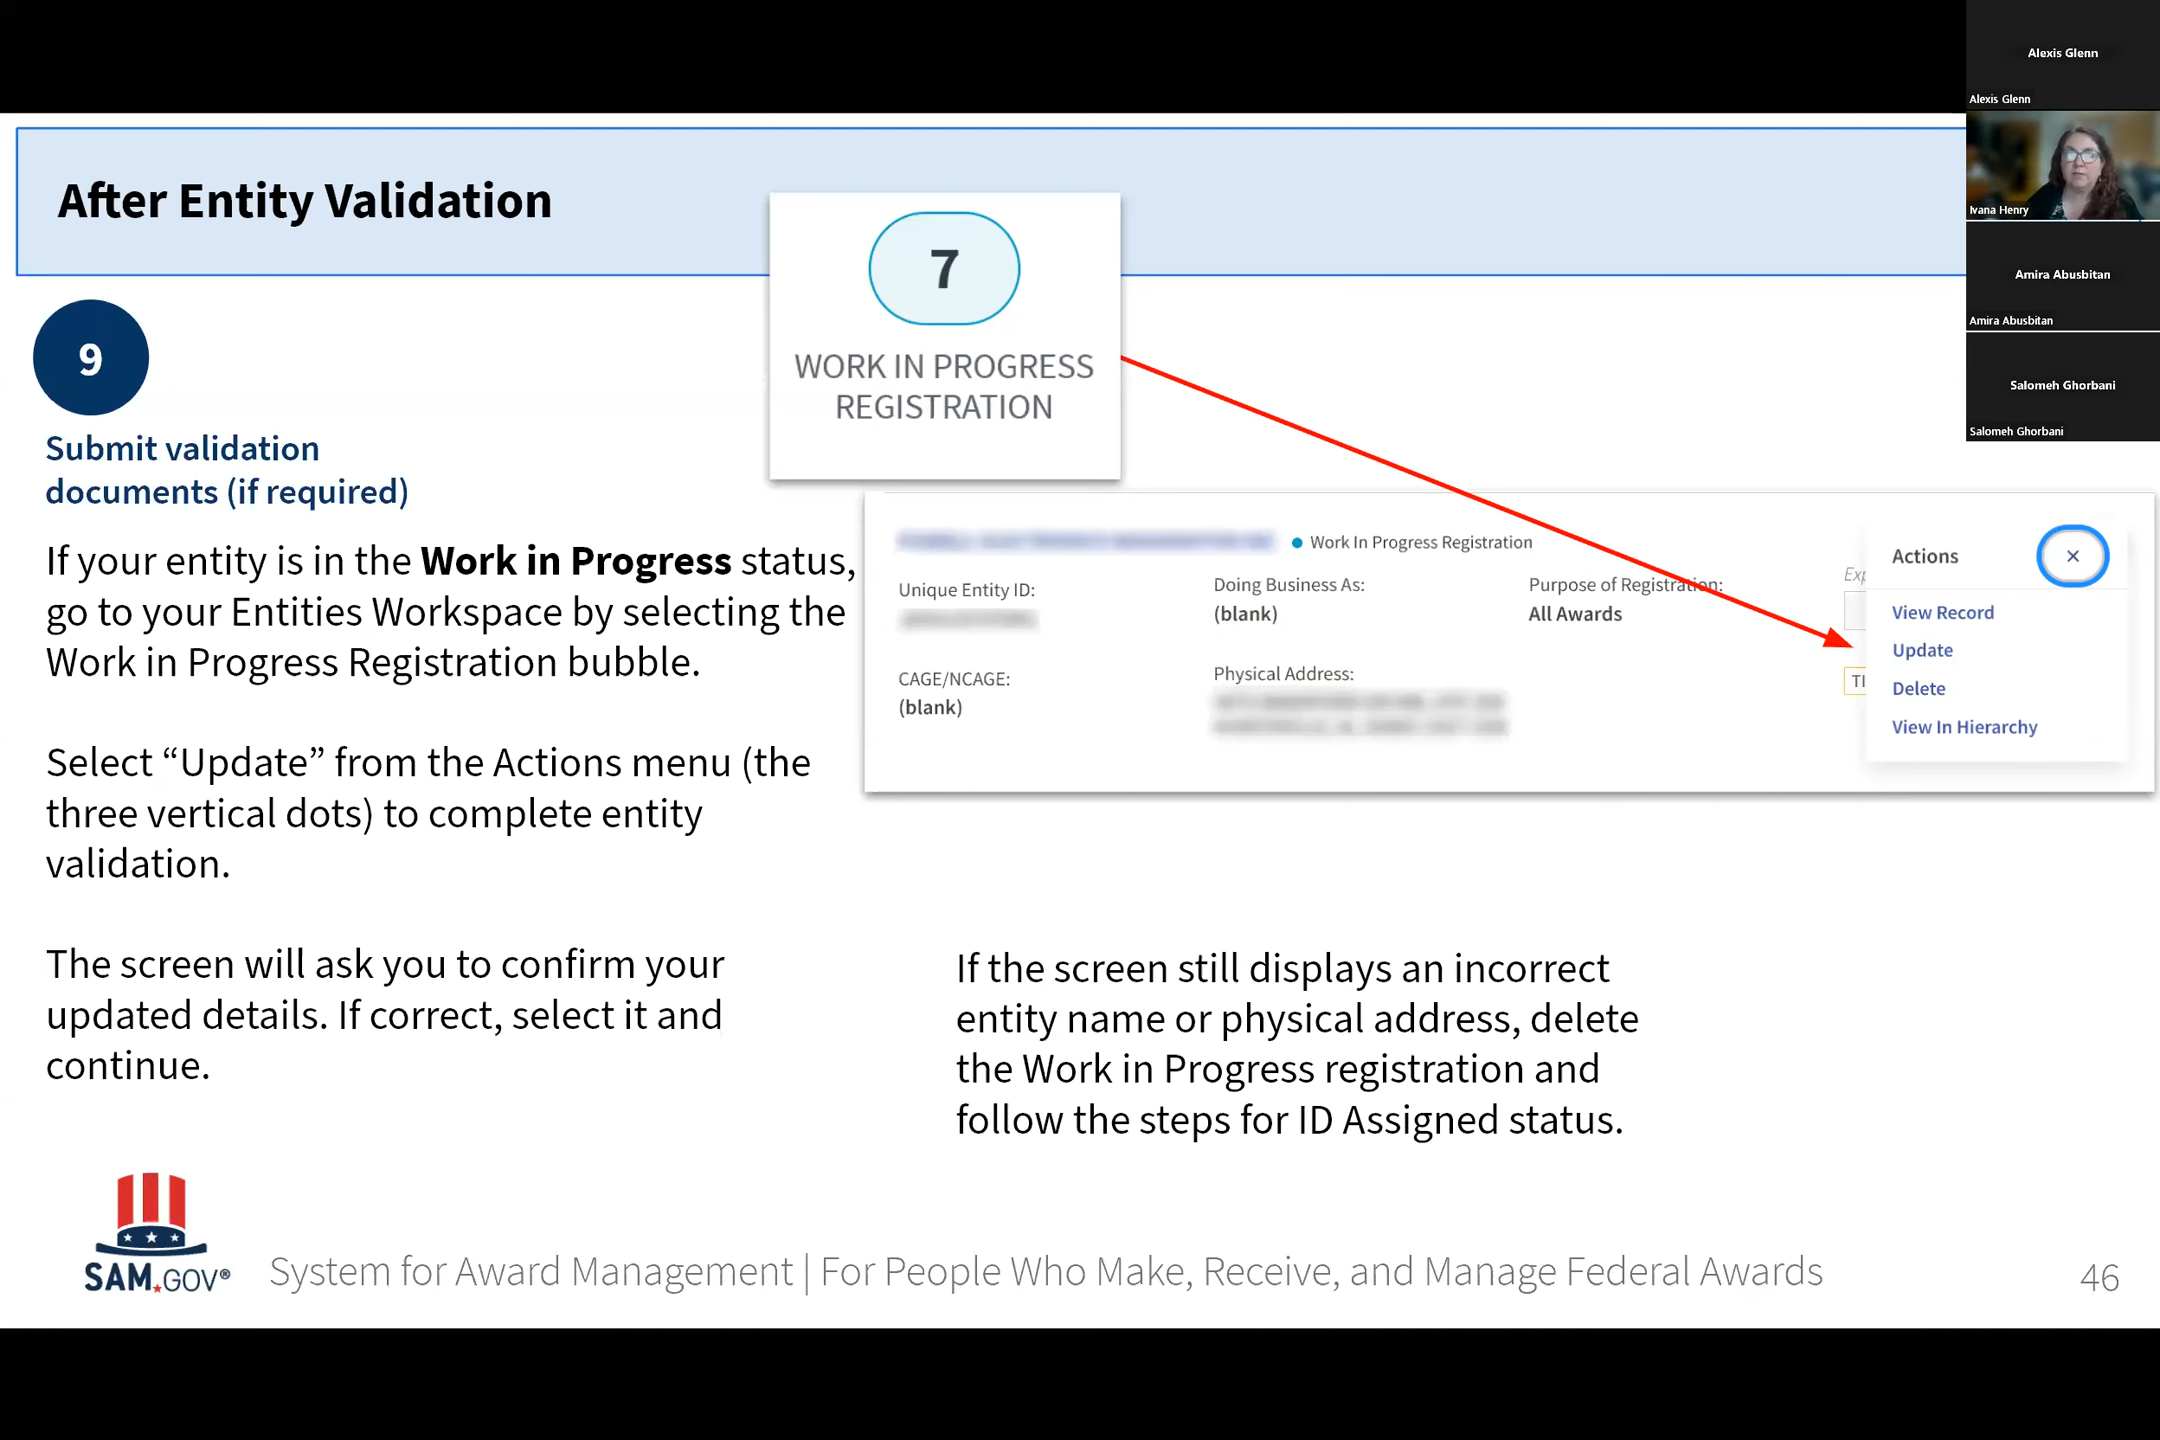 Alexis Glenn
Alexis Glenn
Ivana Henry
Amira Abusbitan
Amira Abusbitan
Salomeh Ghorbani
Salomeh Ghorbani
After Entity Validation
7
WORK IN PROGRESS
REGISTRATION
9
Submit validation
documents (if required)
If your entity is in the Work in Progress status,
go to your Entities Workspace by selecting the
Work in Progress Registration bubble.
Select “Update” from the Actions menu (the
three vertical dots) to complete entity
validation.
The screen will ask you to confirm your
updated details. If correct, select it and
continue.
Work In Progress Registration
Unique Entity ID:
Doing Business As:
(blank)
Purpose of Registration:
All Awards
CAGE/NCAGE:
(blank)
Physical Address:
Exp
TI
Actions
View Record
Update
Delete
View In Hierarchy
If the screen still displays an incorrect
entity name or physical address, delete
the Work in Progress registration and
follow the steps for ID Assigned status.
SAM.GOV®
System for Award Management | For People Who Make, Receive, and Manage Federal Awards
46